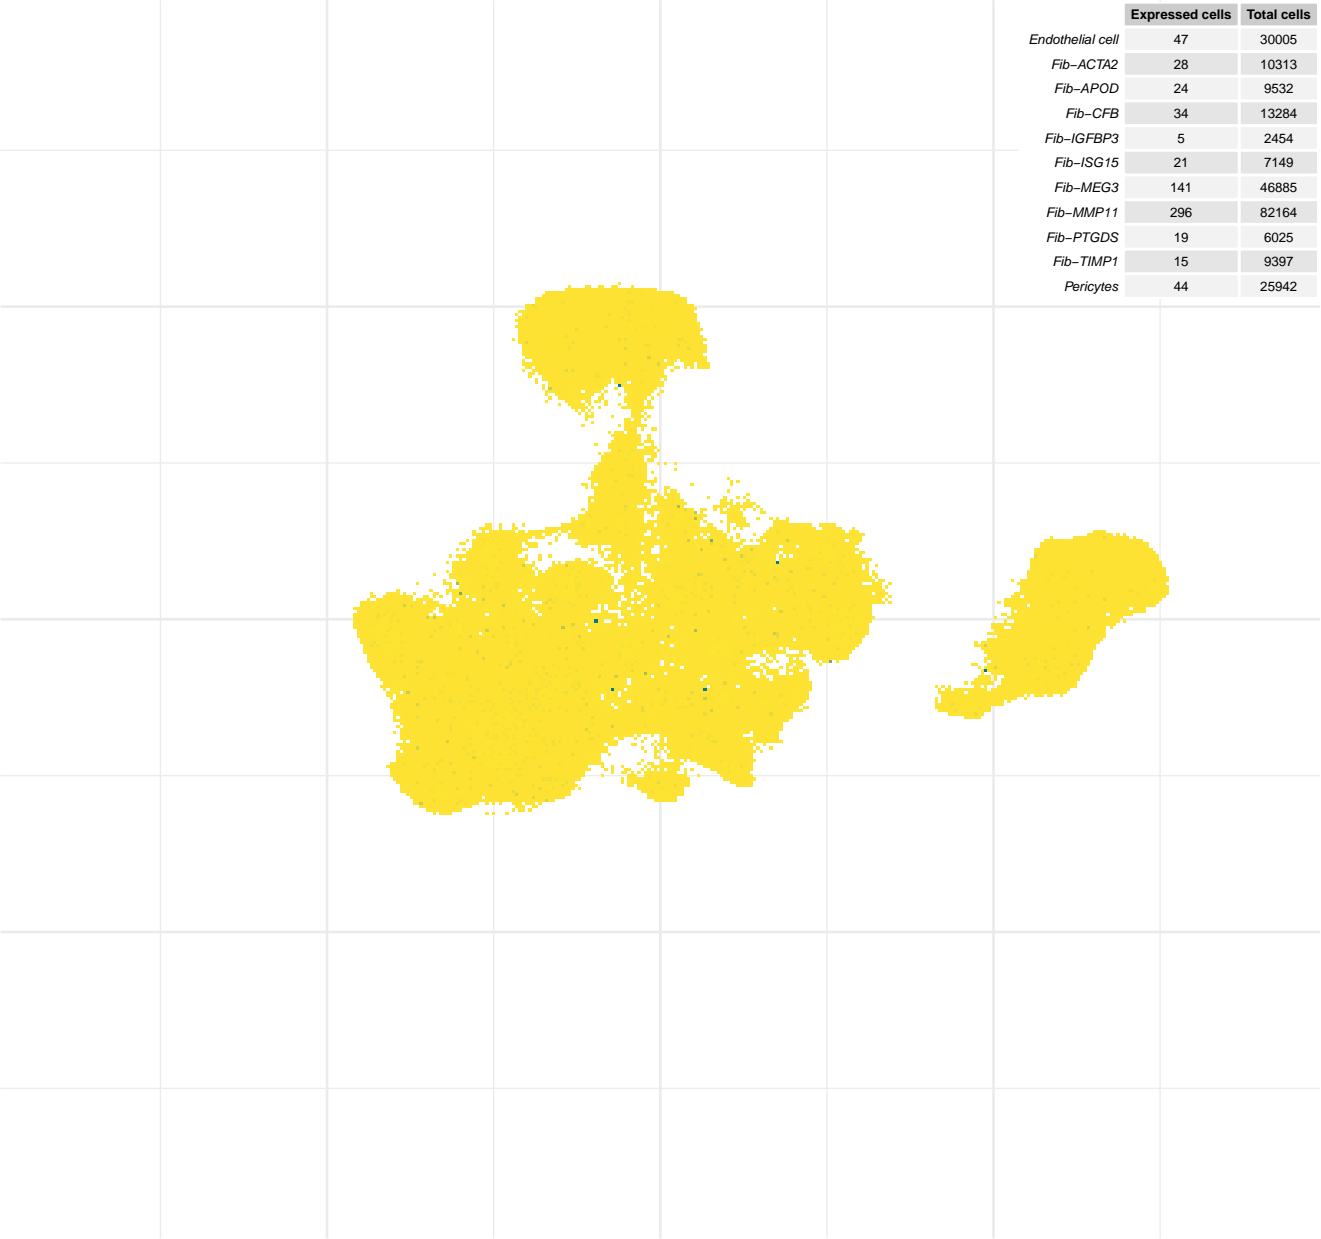 Expressed cells Total cells
Endothelial cell 47 30005
Fib−ACTA2 28 10313
Fib−APOD 24 9532
Fib−CFB 34 13284
Fib−IGFBP3 5 2454
Fib−ISG15 21 7149
Fib−MEG3 141 46885
Fib−MMP11 296 82164
Fib−PTGDS 19 6025
Fib−TIMP1 15 9397
Pericytes 44 25942